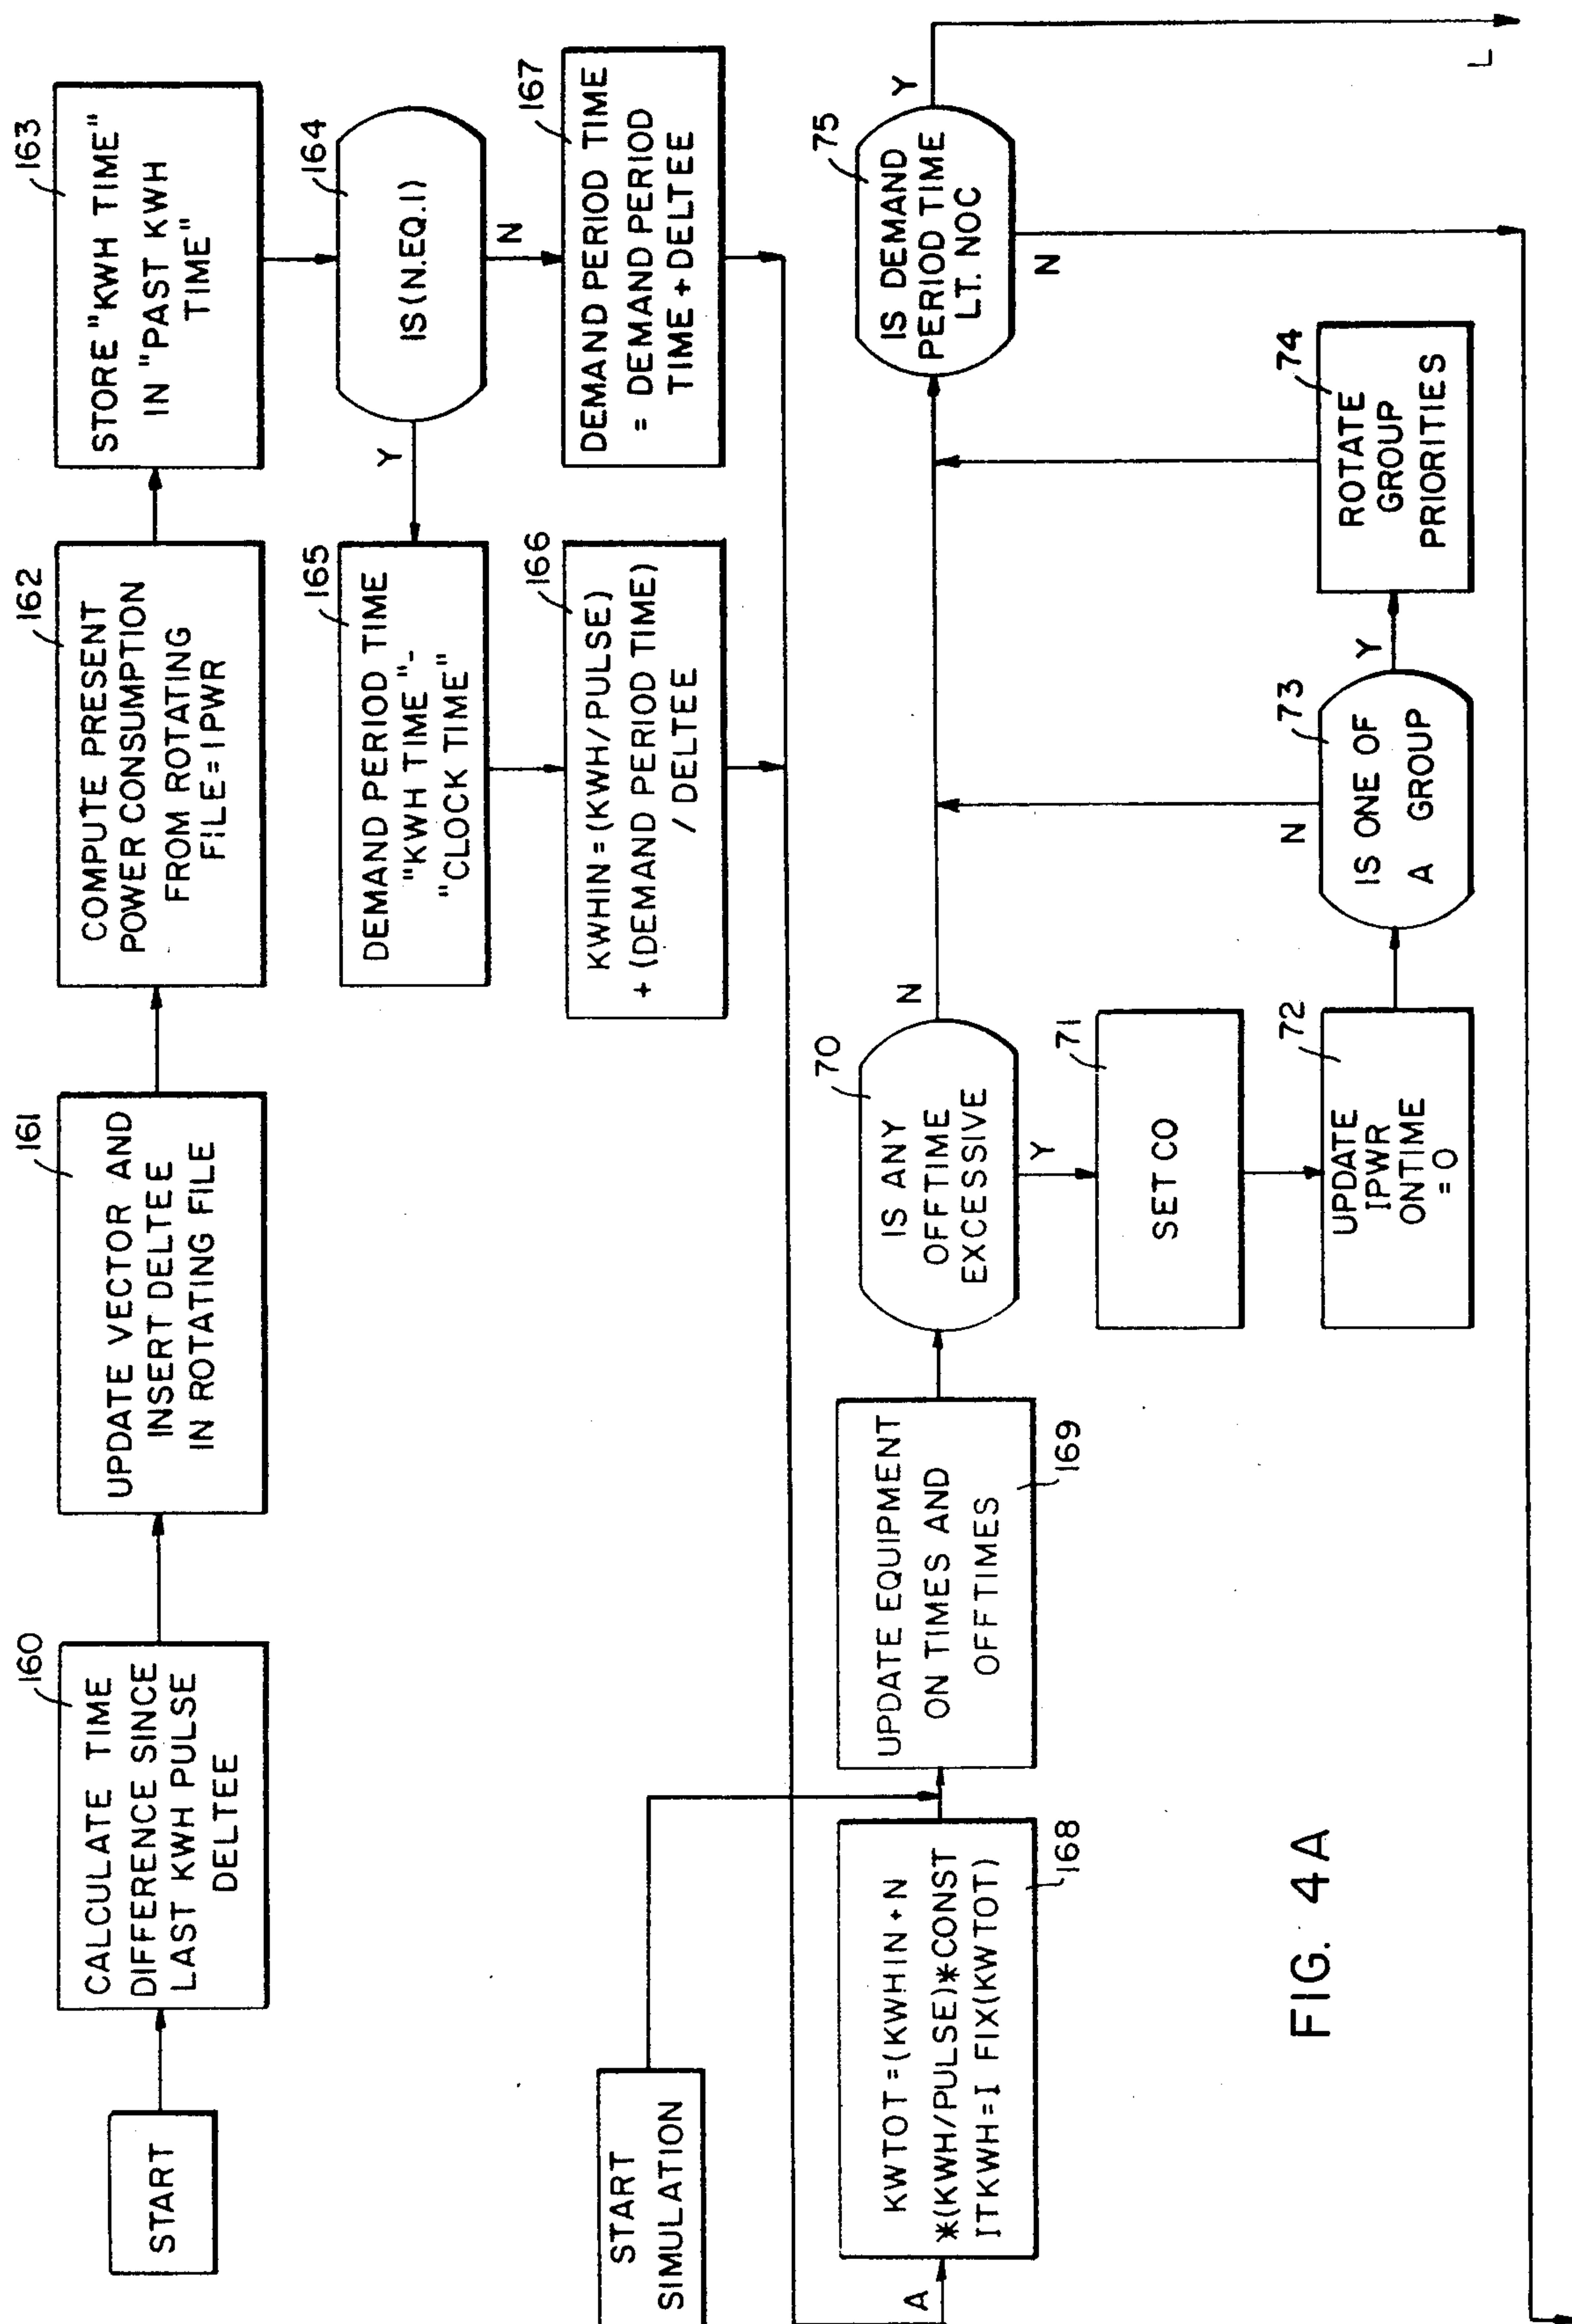 START
160
CALCULATE TIME
DIFFERENCE SINCE
LAST KWH PULSE
DELTEE
161
UPDATE VECTOR AND
INSERT DELTEE
IN ROTATING FILE
162
COMPUTE PRESENT
POWER CONSUMPTION
FROM ROTATING
FILE = IPWR
163
STORE "KWH TIME"
IN "PAST KWH
TIME"
164
IS (N.EQ.1)
Y
N
165
DEMAND PERIOD TIME
"KWH TIME"-
"CLOCK TIME"
166
KWHIN = (KWH/PULSE)
+ (DEMAND PERIOD TIME)
/ DELTEE
167
DEMAND PERIOD TIME
= DEMAND PERIOD
TIME + DELTEE
START
SIMULATION
A
KWTOT = (KWHIN + N
*(KWH/PULSE)*CONST
ITKWH = I FIX(KWTOT)
168
UPDATE EQUIPMENT
ON TIMES AND
OFF TIMES
169
70
IS ANY
OFFTIME
EXCESSIVE
N
Y
71
SET CO
72
UPDATE
IPWR
ONTIME
= 0
73
IS ONE OF
A GROUP
N
Y
74
ROTATE
GROUP
PRIORITIES
75
IS DEMAND
PERIOD TIME
LT. NOC
Y
N
L
FIG. 4A